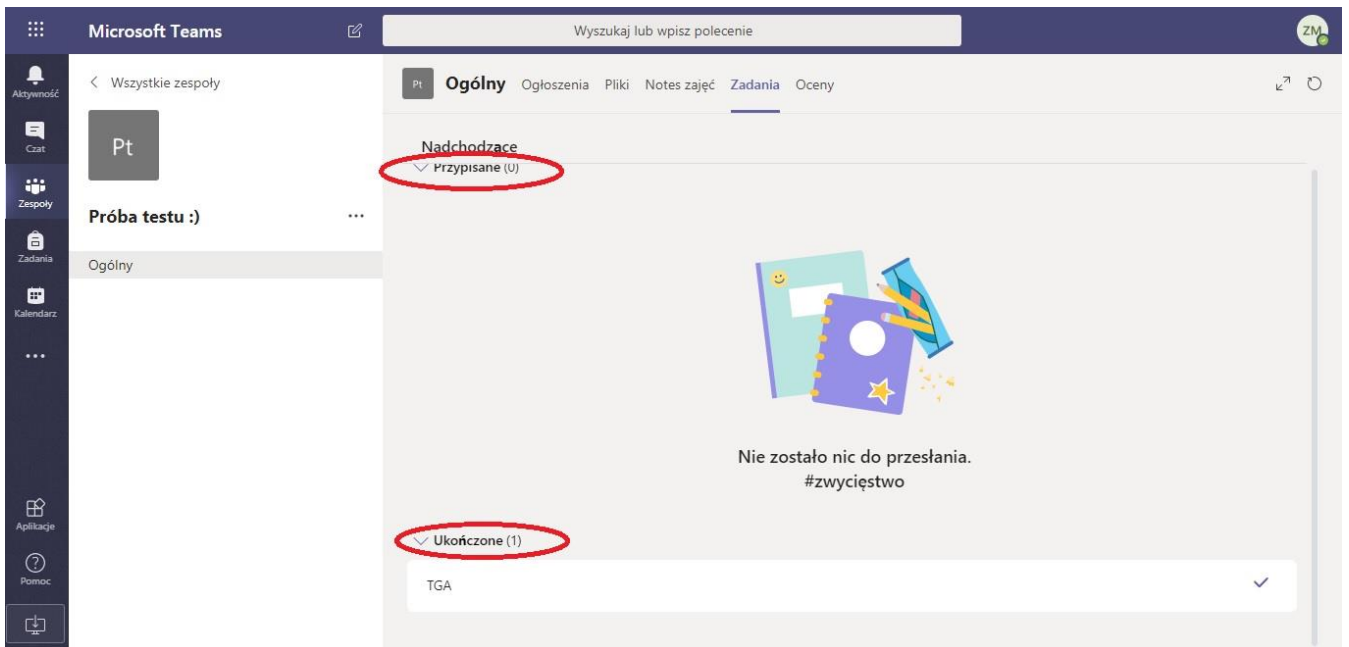 Microsoft Teams
Wyszukaj lub wpisz polecenie
ZM
Aktywność
Czat
Zespoły
Zadania
Kalendarz
Aplikacje
Pomoc
Wszystkie zespoły
Pt
Próba testu :)
Ogólny
Pt Ogólny Ogłoszenia Pliki Notes zajęć Zadania Oceny
Nadchodzące
Przypisane (0)
Nie zostało nic do przesłania.
#zwycięstwo
Ukończone (1)
TGA